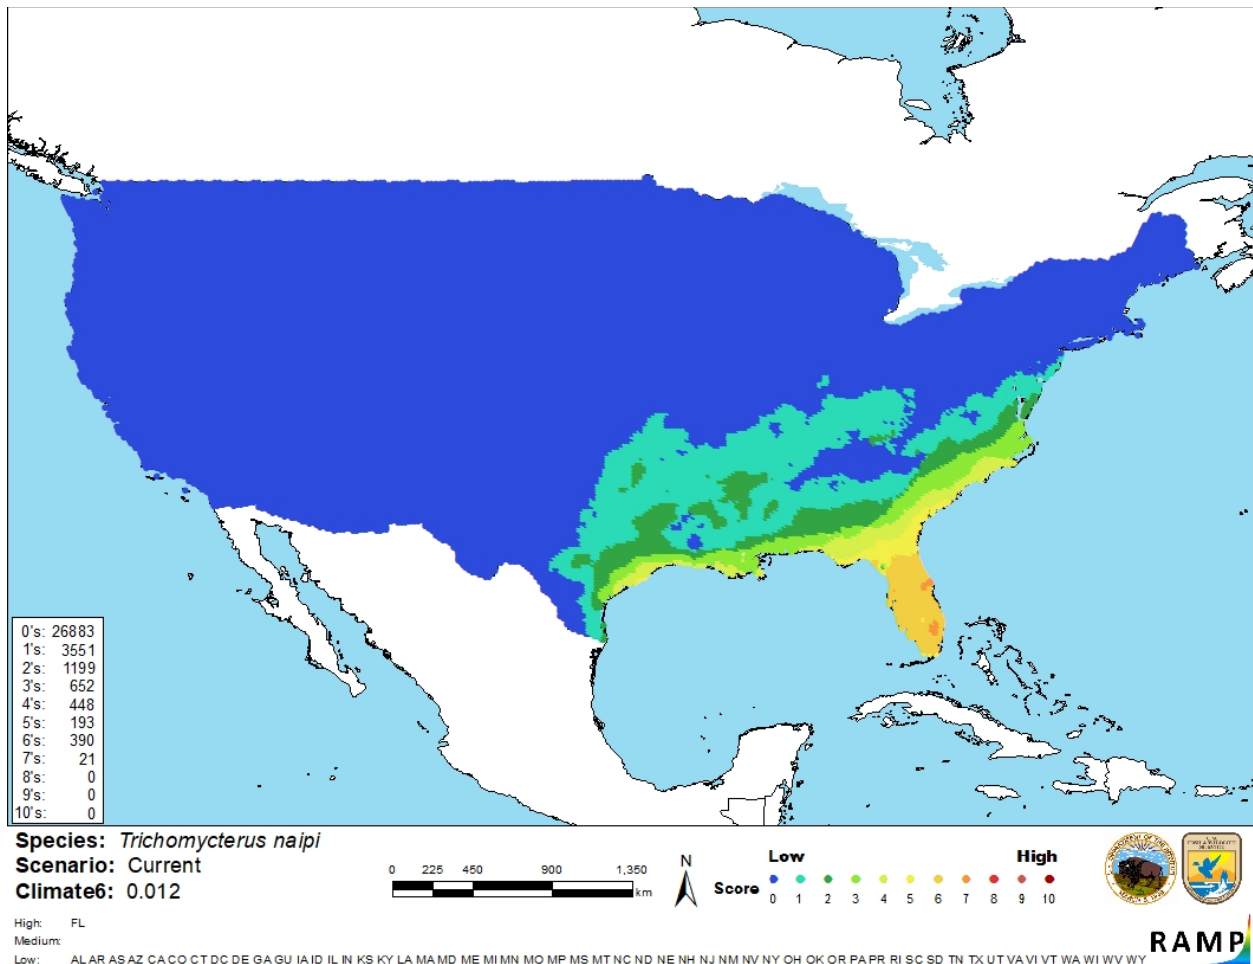 0's: 26883
1's: 3551
2's: 1199
3's: 652
4's: 448
5's: 193
6's: 390
7's: 21
8's: 0
9's: 0
10's: 0
Species: Trichomycterus naipi
Scenario: Current
Climate6: 0.012
0 225 450 900 1,350
km
N
Low High
Score
0 1 2 3 4 5 6 7 8 9 10
High: FL
Medium:
Low: AL AR AS AZ CA CO CT DC DE GA GU IA ID IL IN KS KY LA MA MD ME MI MN MO MP MS MT NC ND NE NH NJ NM NV NY OH OK OR PA PR RI SC SD TN TX UT VA VI VT WA WI WV WY
RAMP